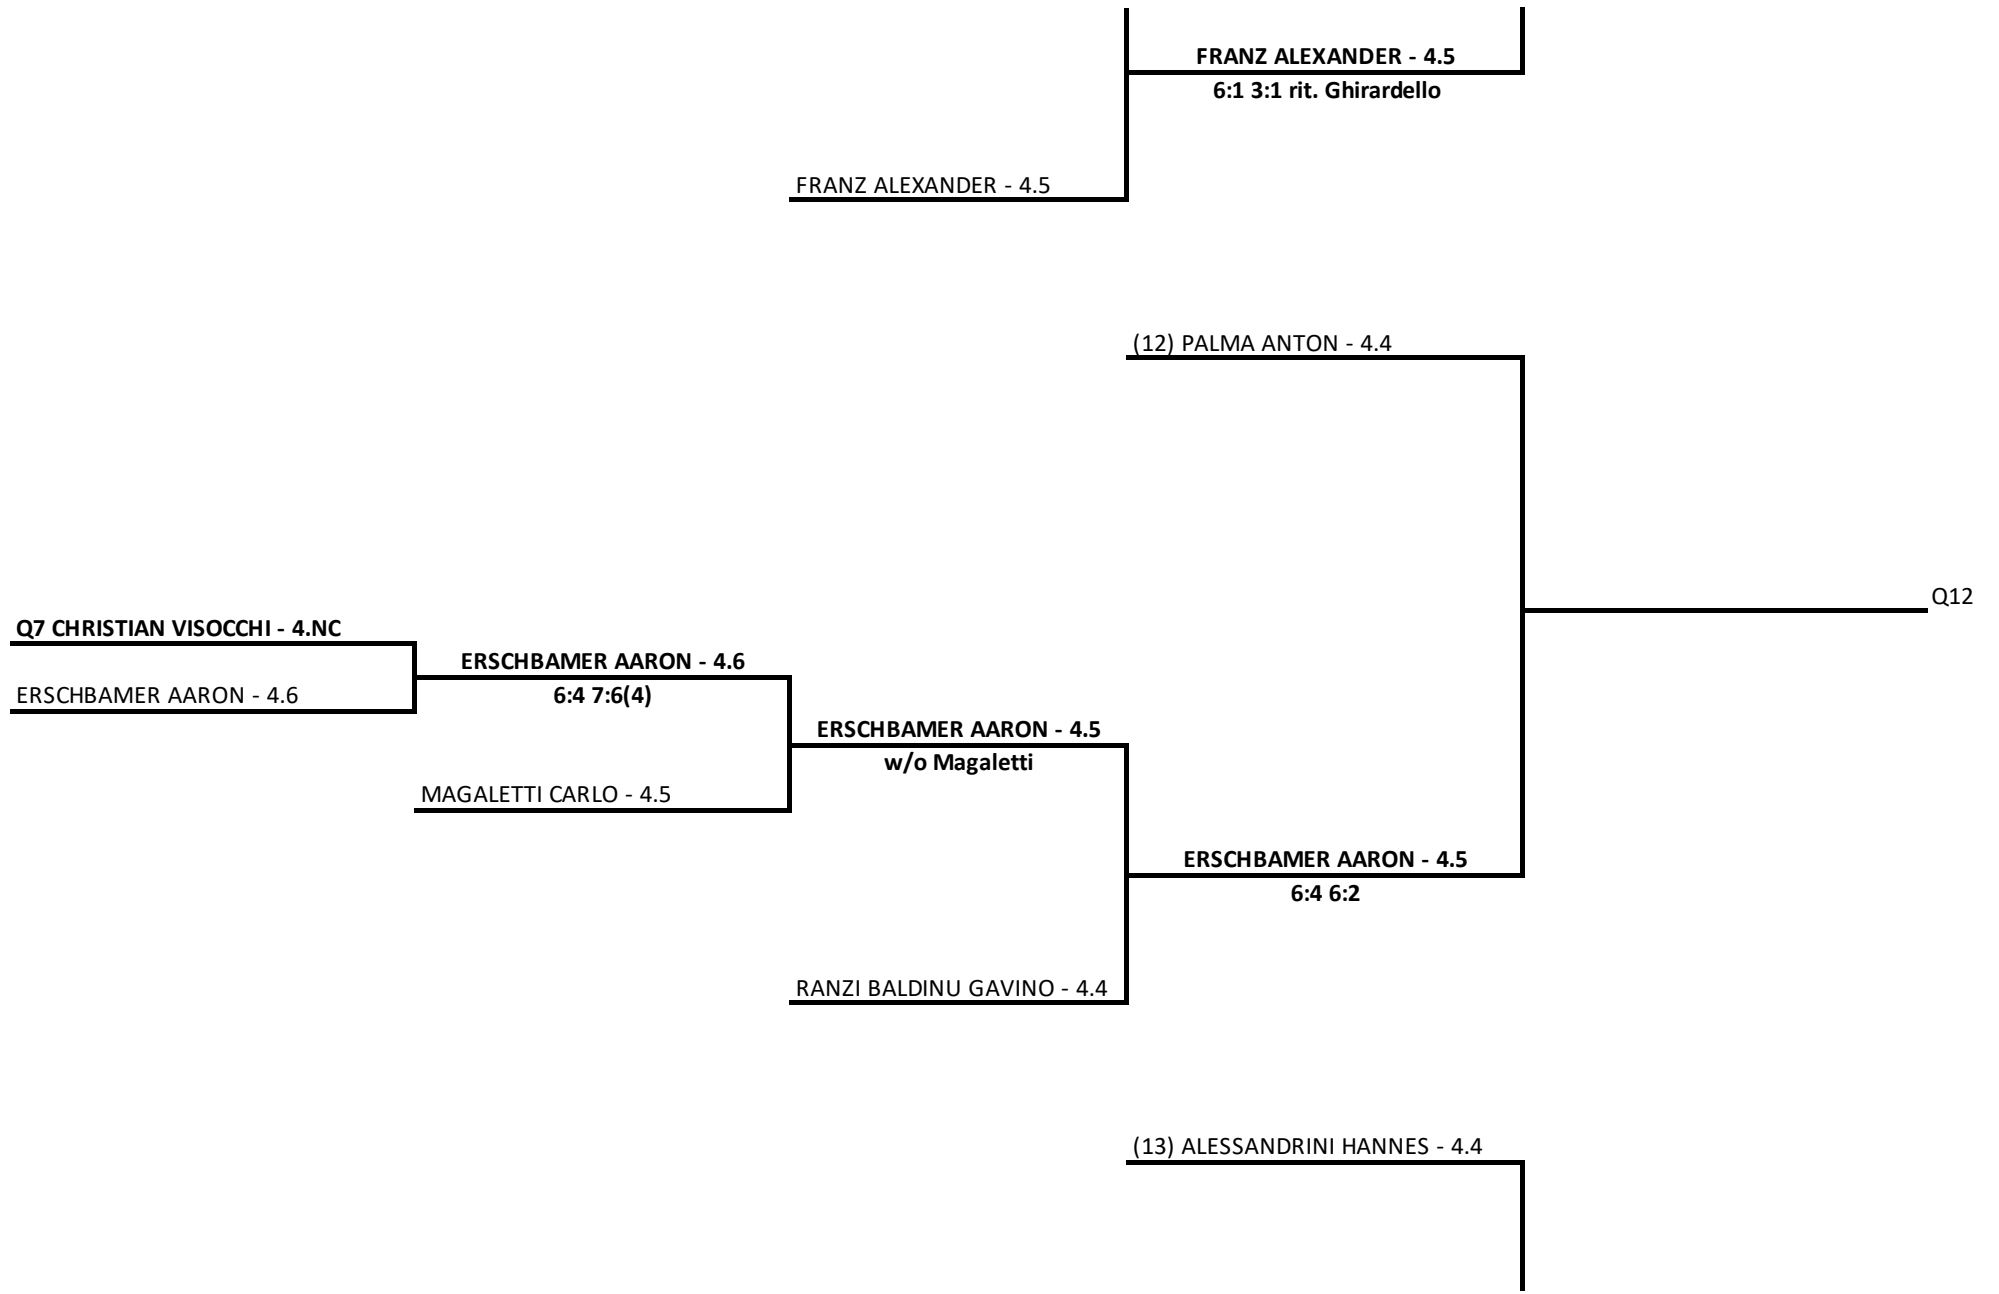 FRANZ ALEXANDER - 4.5
6:1 3:1 rit. Ghirardello
FRANZ ALEXANDER - 4.5
(12) PALMA ANTON - 4.4
Q12
Q7 CHRISTIAN VISOCCHI - 4.NC
ERSCHBAMER AARON - 4.6
ERSCHBAMER AARON - 4.6
6:4 7:6(4)
ERSCHBAMER AARON - 4.5
w/o Magaletti
MAGALETTI CARLO - 4.5
ERSCHBAMER AARON - 4.5
6:4 6:2
RANZI BALDINU GAVINO - 4.4
(13) ALESSANDRINI HANNES - 4.4